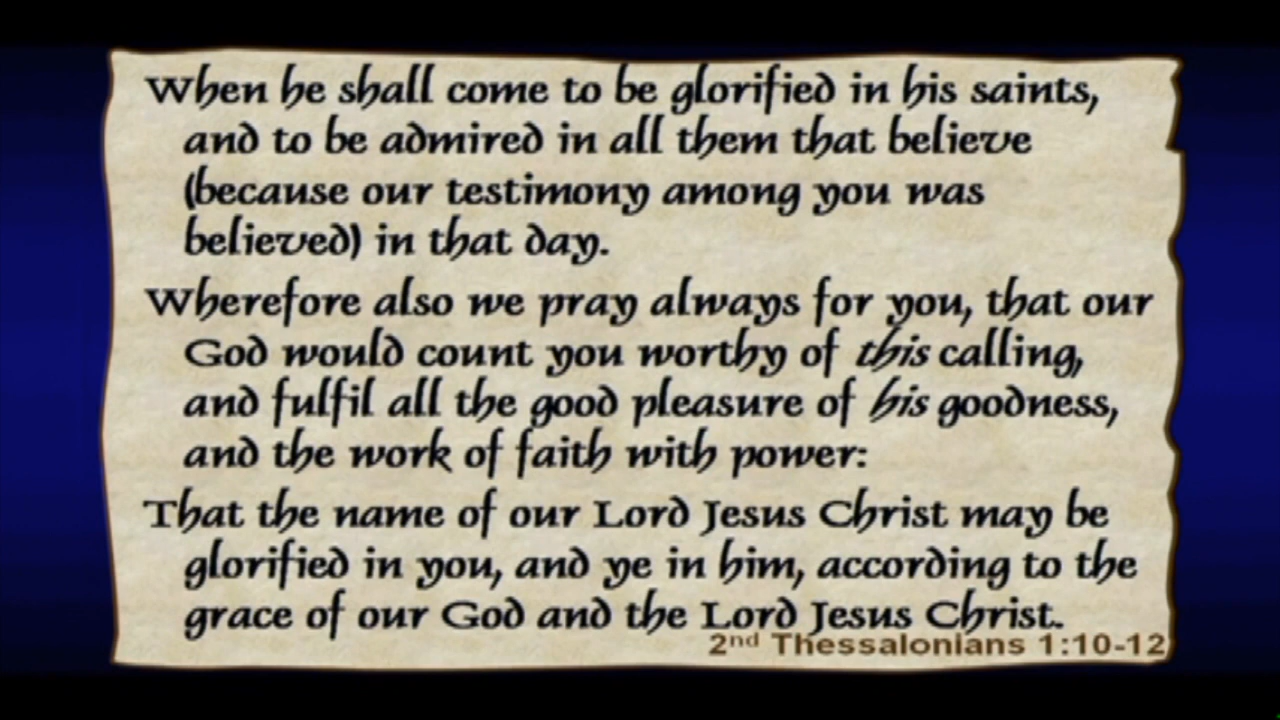 When he shall come to be glorified in his saints,
and to be admired in all them that believe
(because our testimony among you was
believed) in that day.
Wherefore also we pray always for you, that our
God would count you worthy of this calling,
and fulfil all the good pleasure of his goodness,
and the work of faith with power:
That the name of our Lord Jesus Christ may be
glorified in you, and ye in him, according to the
grace of our God and the Lord Jesus Christ.
2nd Thessalonians 1:10-12